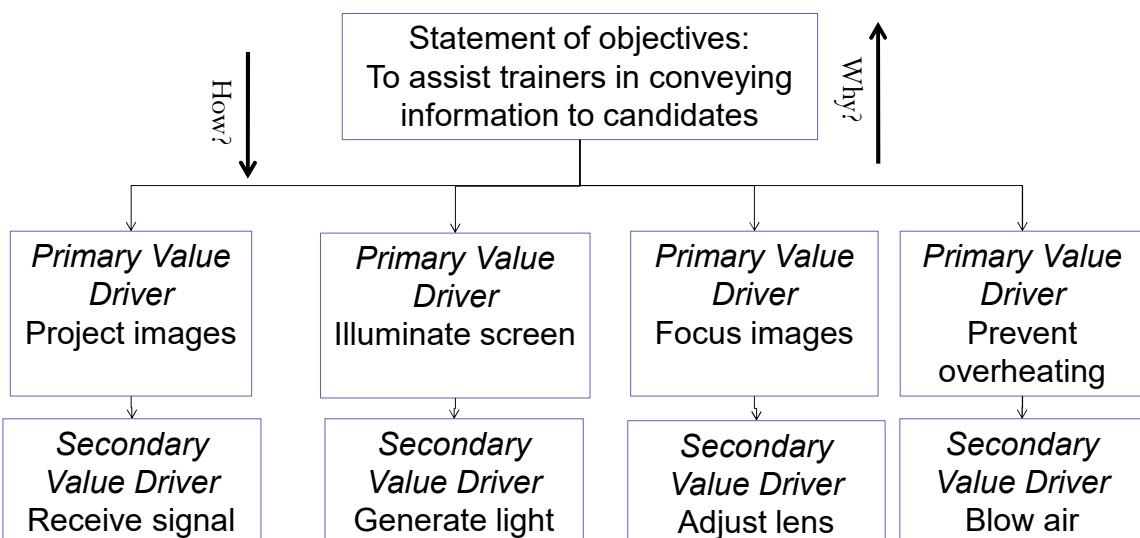 Statement of objectives:
To assist trainers in conveying
information to candidates
How?
Why?
Primary Value
Driver
Project images
Primary Value
Driver
Illuminate screen
Primary Value
Driver
Focus images
Primary Value
Driver
Prevent
overheating
Secondary
Value Driver
Receive signal
Secondary
Value Driver
Generate light
Secondary
Value Driver
Adjust lens
Secondary
Value Driver
Blow air